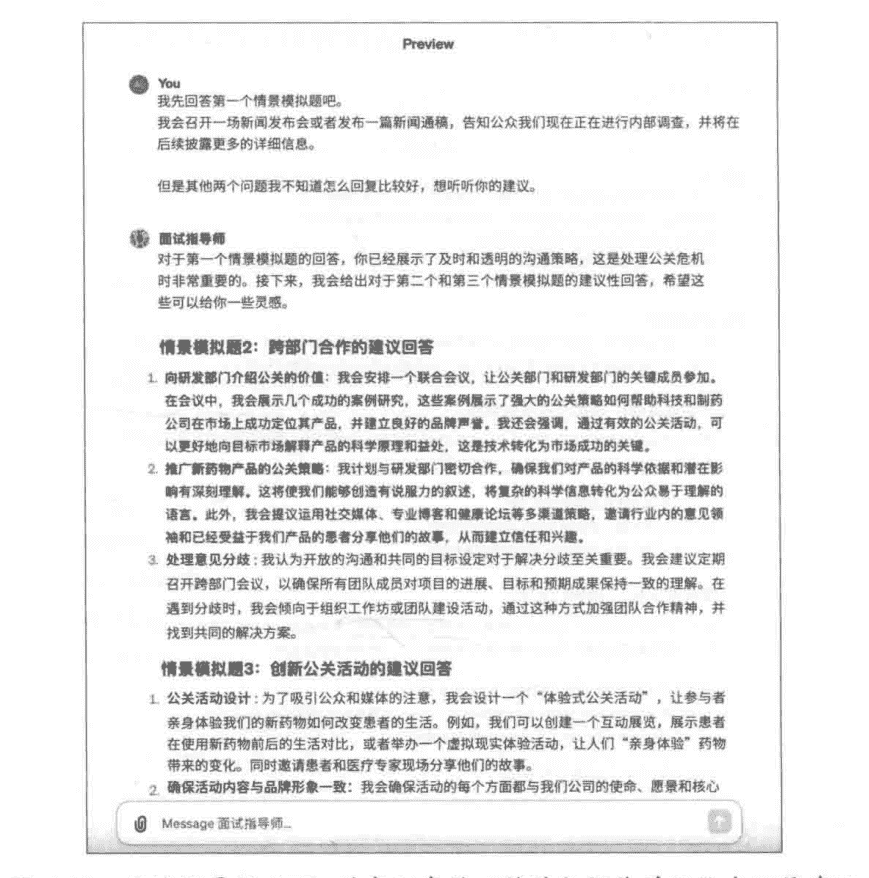 Preview
You
我先回答第一个情景模拟题吧。
我会召开一场新闻发布会或者发布一篇新闻通稿，告知公众我们现在正在进行内部调查，并将在
后续披露更多的详细信息。
但是其他两个问题我不知道怎么回复比较好，想听听你的建议。
面试指导师
对于第一个情景模拟题的回答，你已经展示了及时和透明的沟通策略，这是处理公关危机
时非常重要的。接下来，我会给出对于第二个和第三个情景模拟题的建议性回答，希望这
些可以给你一些灵感。
情景模拟题2：跨部门合作的建议回答
1. 向研发部门介绍公关的价值：我会安排一个联合会议，让公关部门和研发部门的关键成员参加。
在会议中，我会展示几个成功的案例研究，这些案例展示了强大的公关策略如何帮助科技和制药
公司在市场上成功定位其产品，并建立良好的品牌声誉。我还会强调，通过有效的公关活动，可
以更好地向目标市场解释产品的科学原理和益处，这是技术转化为市场成功的关键。
2. 推广新药物产品的公关策略：我计划与研发部门密切合作，确保我们对产品的科学依据和潜在影
响有深刻理解。这将使我们能够创造有说服力的叙述，将复杂的科学信息转化为公众易于理解的
语言。此外，我会提议运用社交媒体、专业博客和健康论坛等多渠道策略，邀请行业内的意见领
袖和已经受益于我们产品的患者分享他们的故事，从而建立信任和兴趣。
3. 处理意见分歧：我认为开放的沟通和共同的目标设定对于解决分歧至关重要。我会建议定期
召开跨部门会议，以确保所有团队成员对项目的进展、目标和预期成果保持一致的理解。在
遇到分歧时，我会倾向于组织工作坊或团队建设活动，通过这种方式加强团队合作精神，并
找到共同的解决方案。
情景模拟题3：创新公关活动的建议回答
1. 公关活动设计：为了吸引公众和媒体的注意，我会设计一个“体验式公关活动”，让参与者
亲身体验我们的新药物如何改变患者的生活。例如，我们可以创建一个互动展览，展示患者
在使用新药物前后的生活对比，或者举办一个虚拟现实体验活动，让人们“亲身体验”药物
带来的变化。同时邀请患者和医疗专家现场分享他们的故事。
2. 确保活动内容与品牌形象一致：我会确保活动的每个方面都与我们公司的使命、愿景和核心
Message 面试指导师...